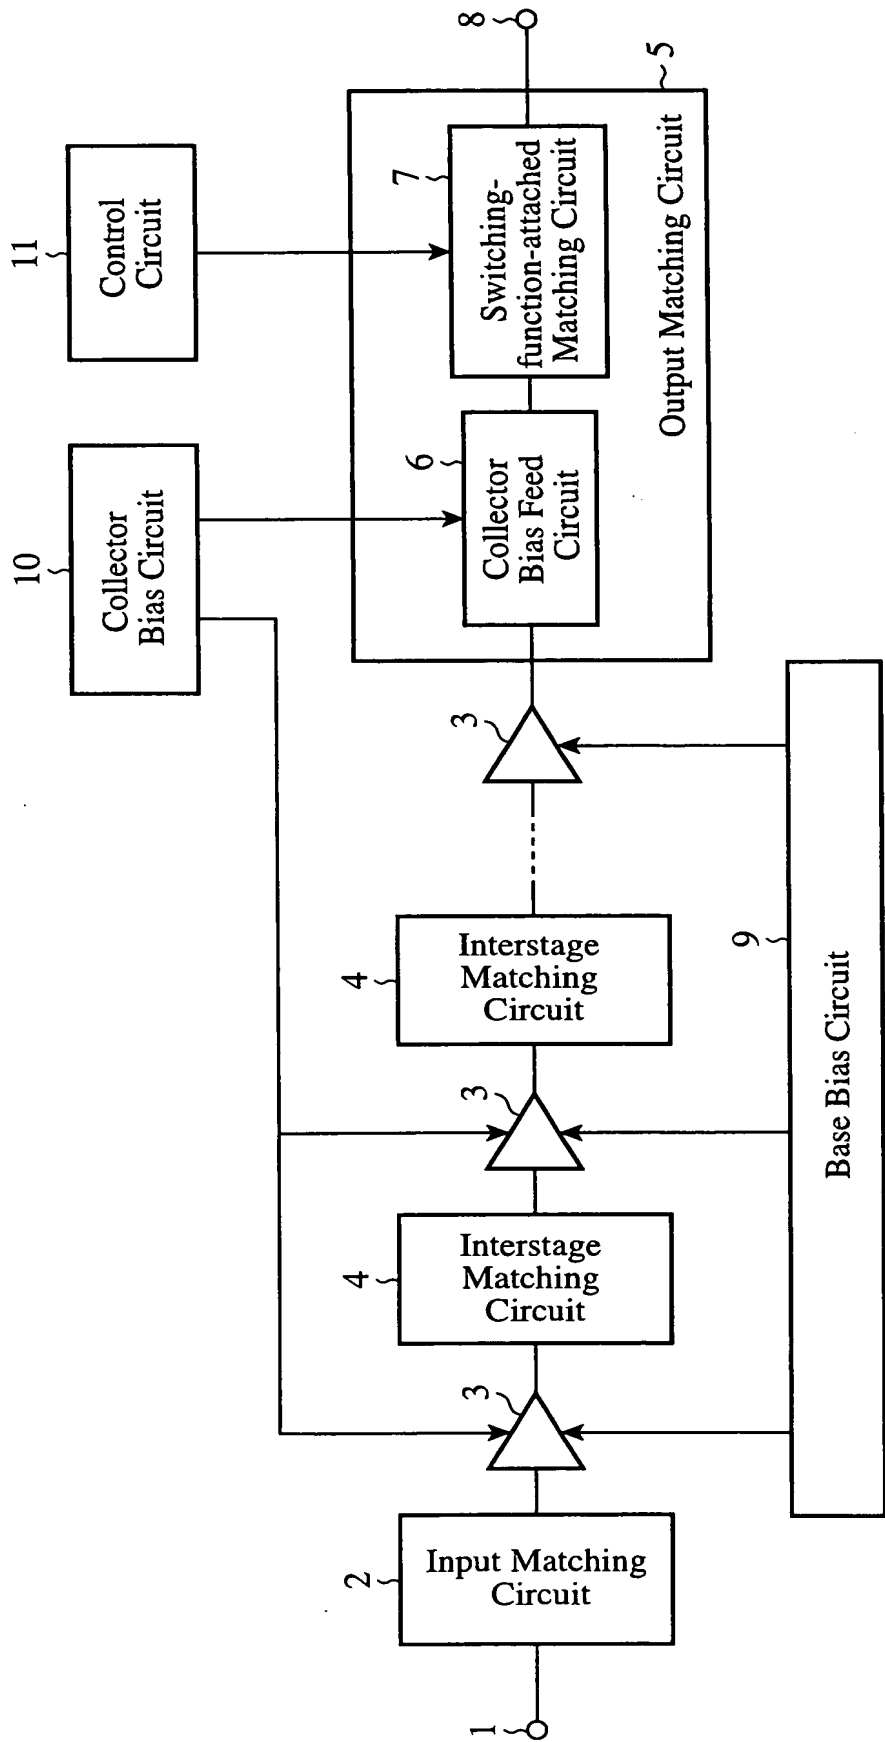 11
Control
Circuit
10
Collector
Bias Circuit
8
5
7
Switching-
function-attached
Matching Circuit
6
Collector
Bias Feed
Circuit
Output Matching Circuit
3
4
Interstage
Matching
Circuit
3
4
Interstage
Matching
Circuit
3
2
Input Matching
Circuit
1
9
Base Bias Circuit